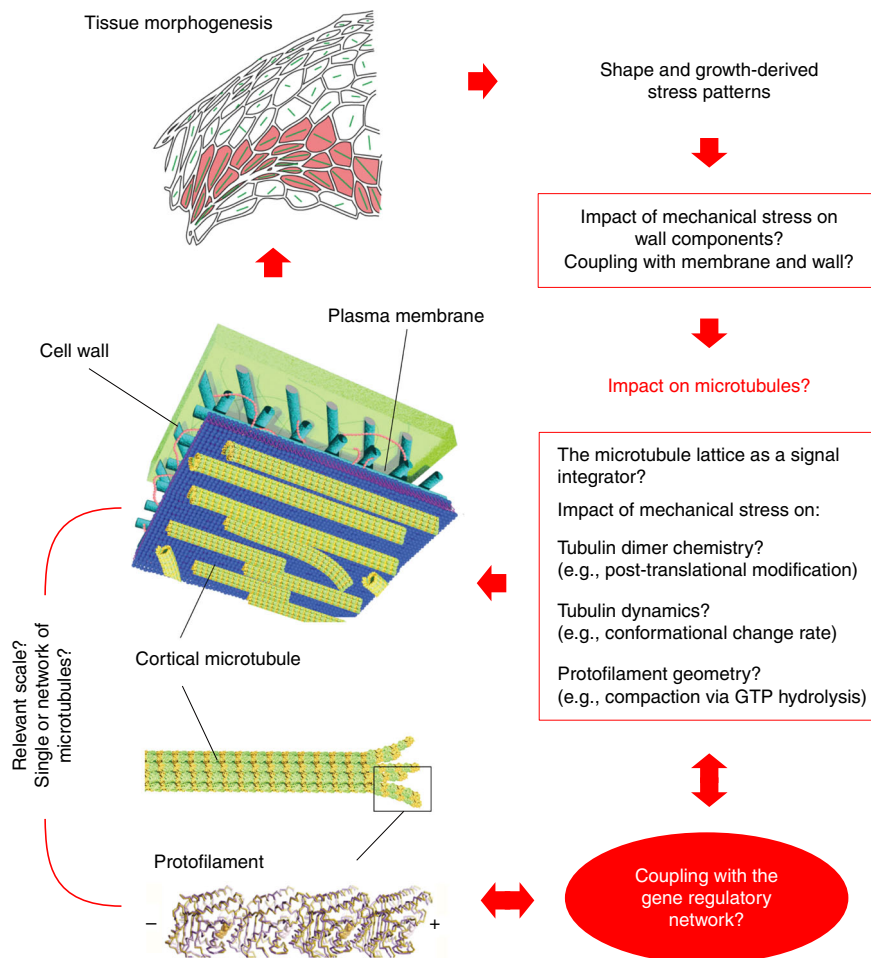 Tissue morphogenesis
Shape and growth-derived
stress patterns
Impact of mechanical stress on
wall components?
Coupling with membrane and wall?
Plasma membrane
Cell wall
Impact on microtubules?
The microtubule lattice as a signal
integrator?
Impact of mechanical stress on:
Tubulin dimer chemistry?
(e.g., post-translational modification)
Tubulin dynamics?
(e.g., conformational change rate)
Protofilament geometry?
(e.g., compaction via GTP hydrolysis)
Cortical microtubule
Relevant scale?
Single or network of
microtubules?
Protofilament
–
+
Coupling with the
gene regulatory
network?